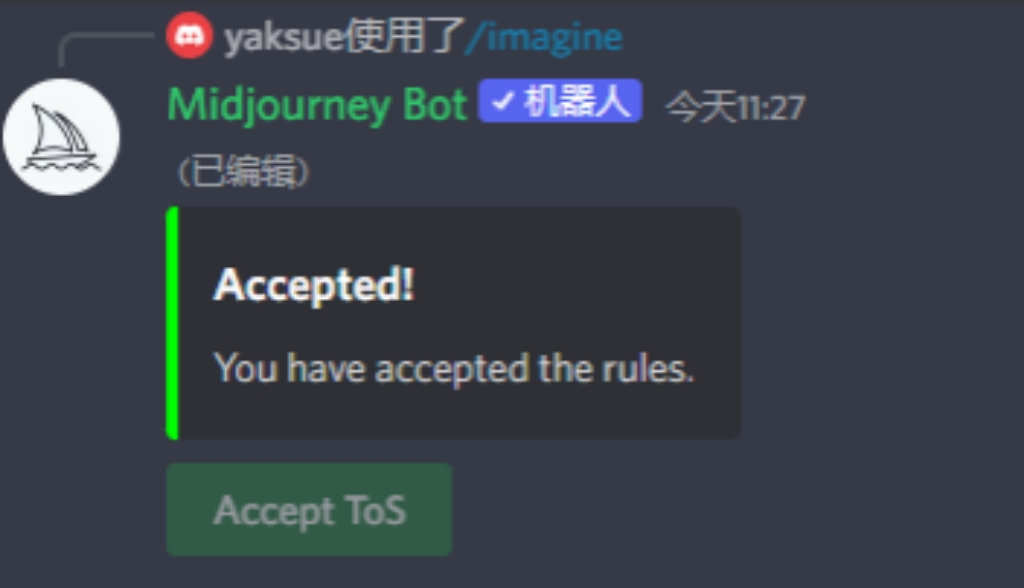 yaksue使用了/imagine
Midjourney Bot ✓ 机器人 今天11:27
(已编辑)
Accepted!
You have accepted the rules.
Accept ToS